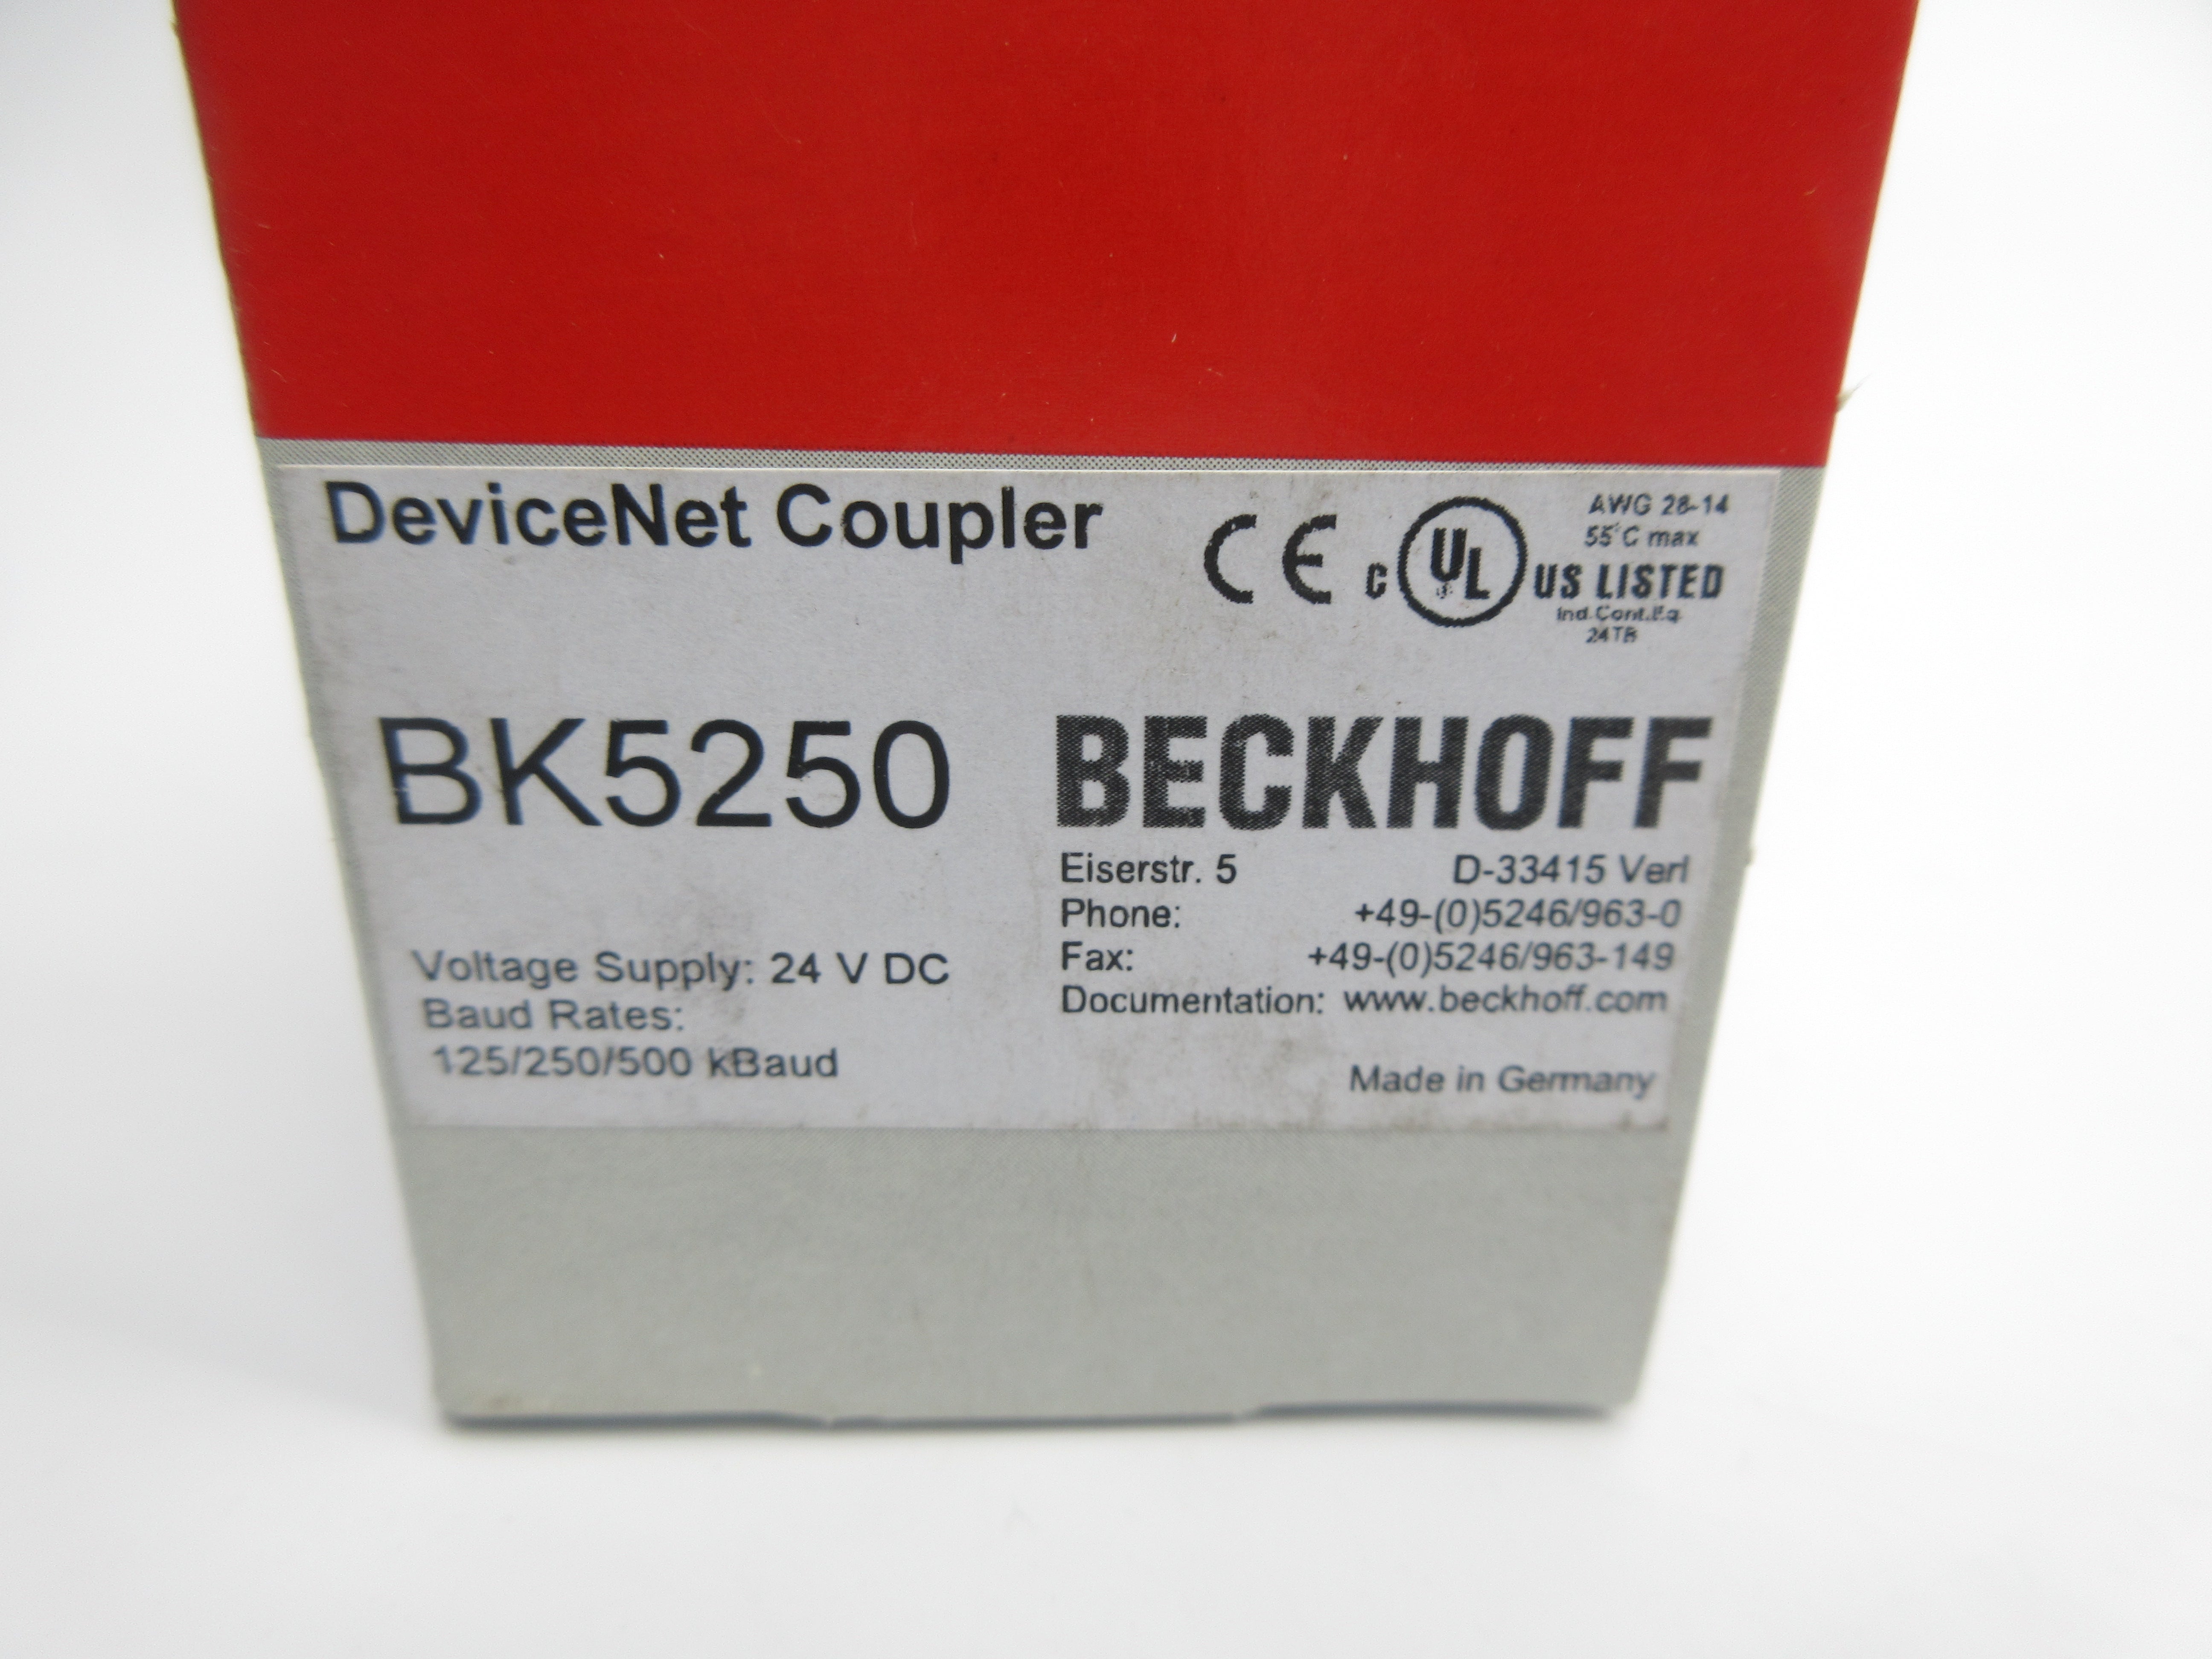 DeviceNet Coupler
CE
c UL US LISTED
AWG 28-14
55°C max
Ind.Cont.Eq
24TB
BK5250
BECKHOFF
Eiserstr. 5 D-33415 Verl
Phone: +49-(0)5246/963-0
Fax: +49-(0)5246/963-149
Documentation: www.beckhoff.com
Voltage Supply: 24 V DC
Baud Rates:
125/250/500 kBaud
Made in Germany